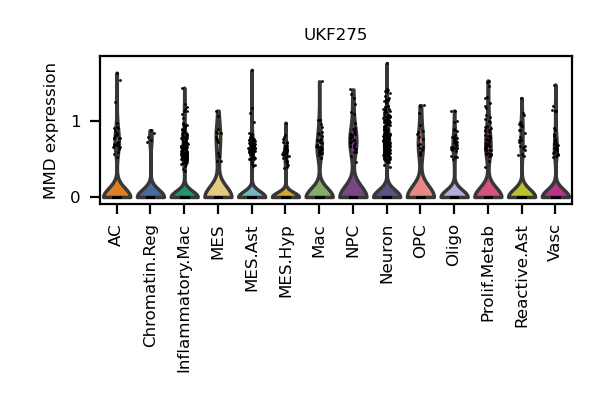 UKF275
MMD expression
1
0
AC
Chromatin.Reg
Inflammatory.Mac
MES
MES.Ast
MES.Hyp
Mac
NPC
Neuron
OPC
Oligo
Prolif.Metab
Reactive.Ast
Vasc